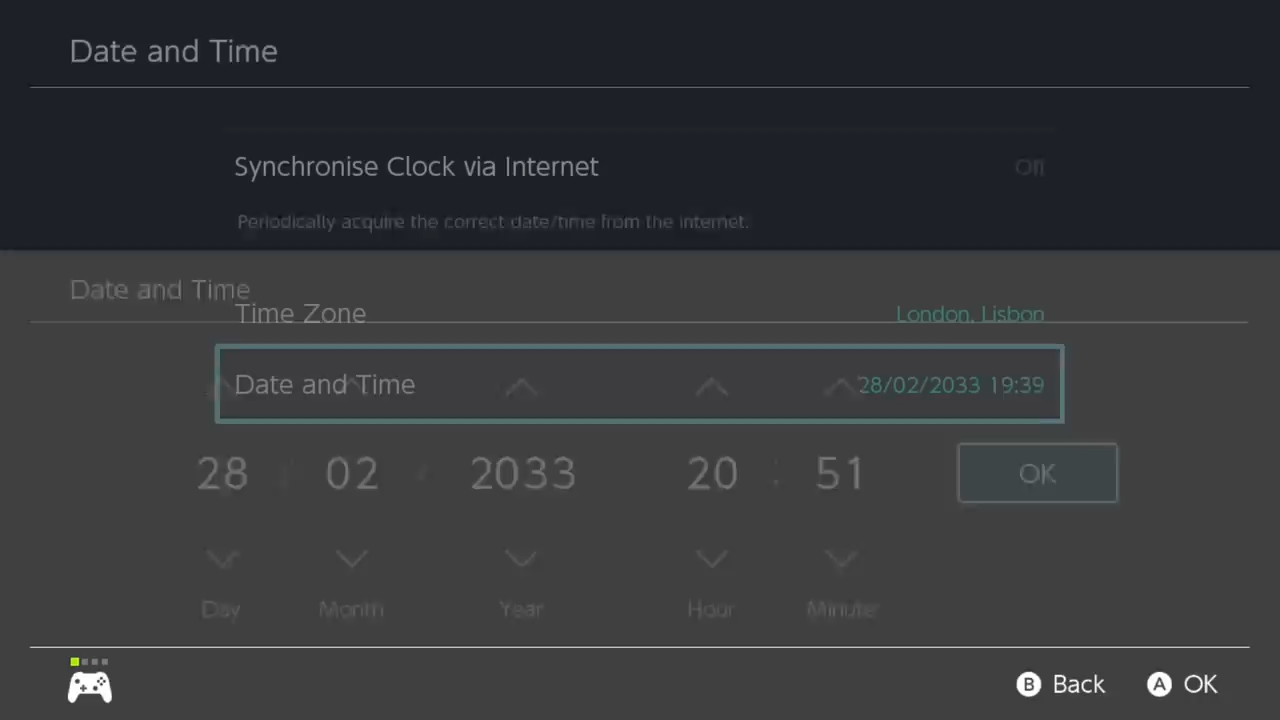 Date and Time
Synchronise Clock via Internet Off
Periodically acquire the correct date/time from the internet.
Date and Time
Time Zone London, Lisbon
Date and Time 28/02/2033 19:39
28 / 02 / 2033 20 : 51 OK
Day Month Year Hour Minute
B Back A OK